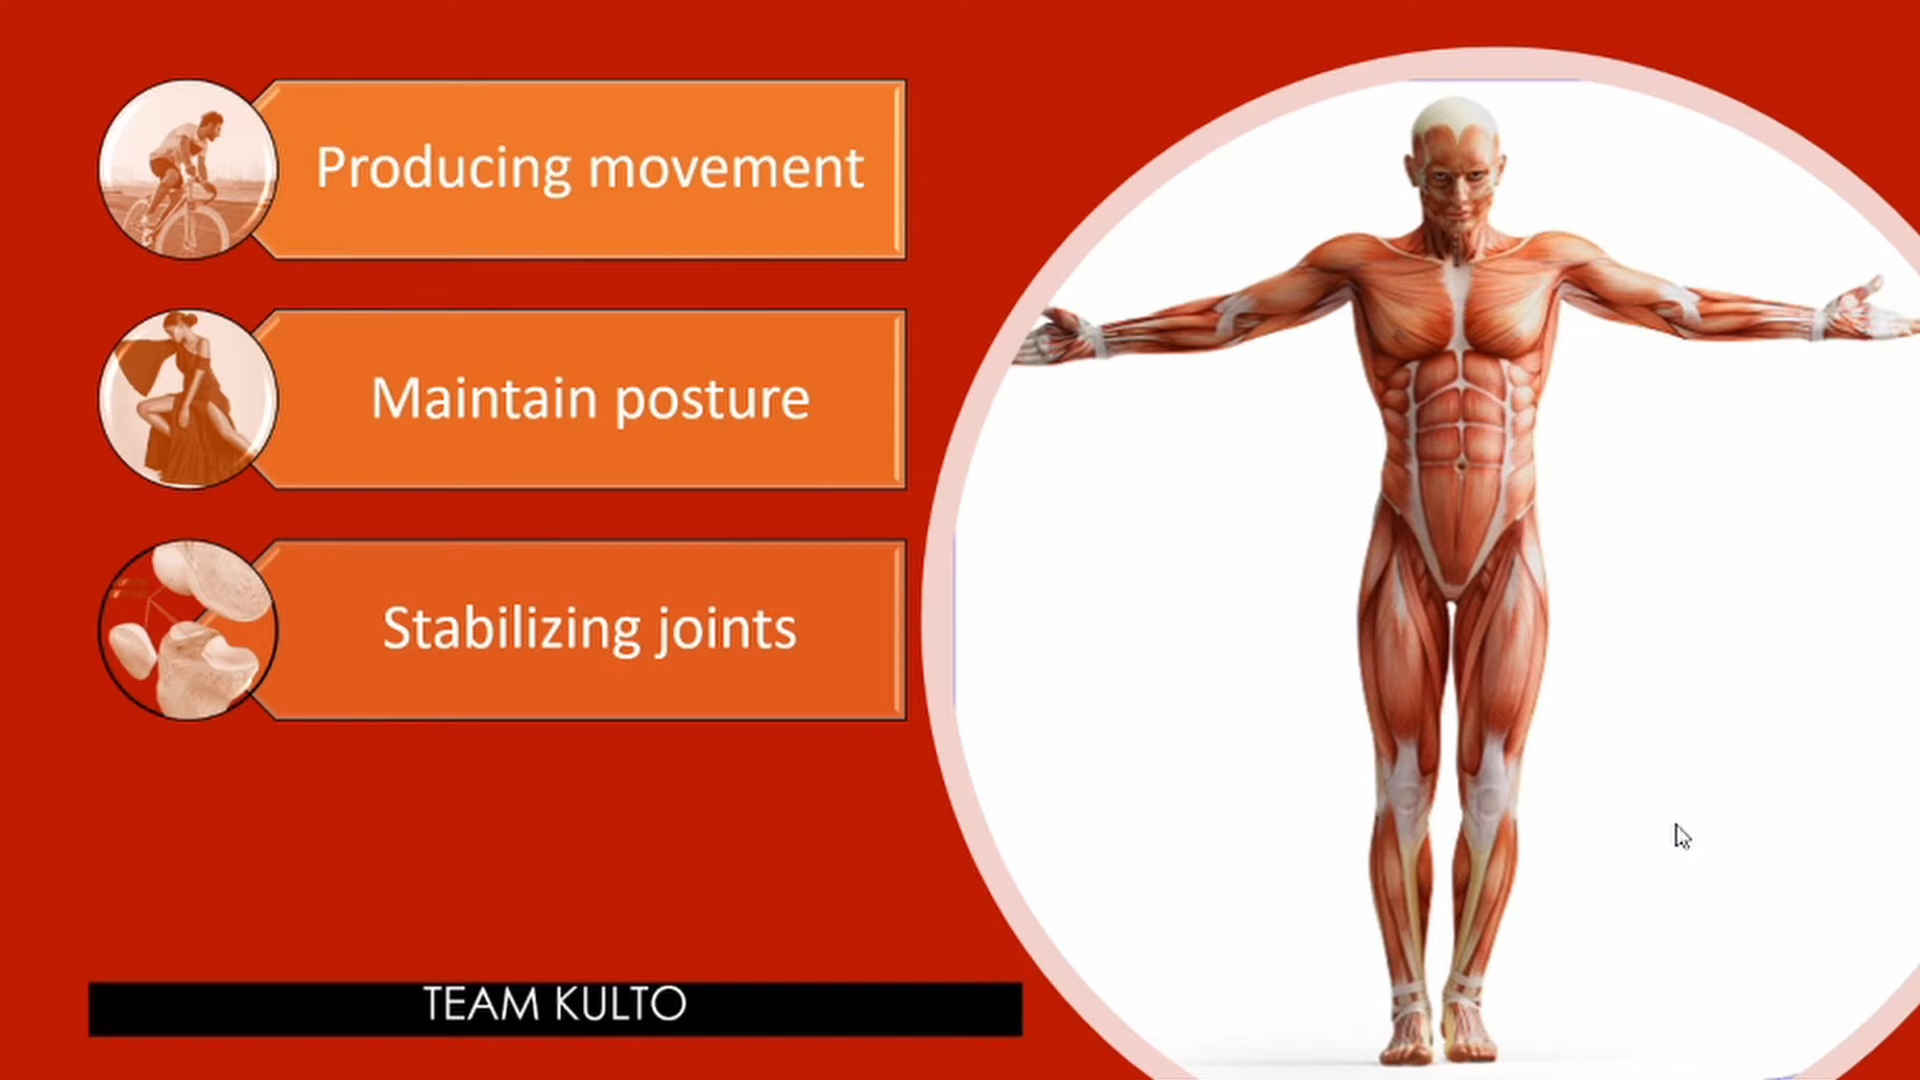 Producing movement
Maintain posture
Stabilizing joints
TEAM KULTO